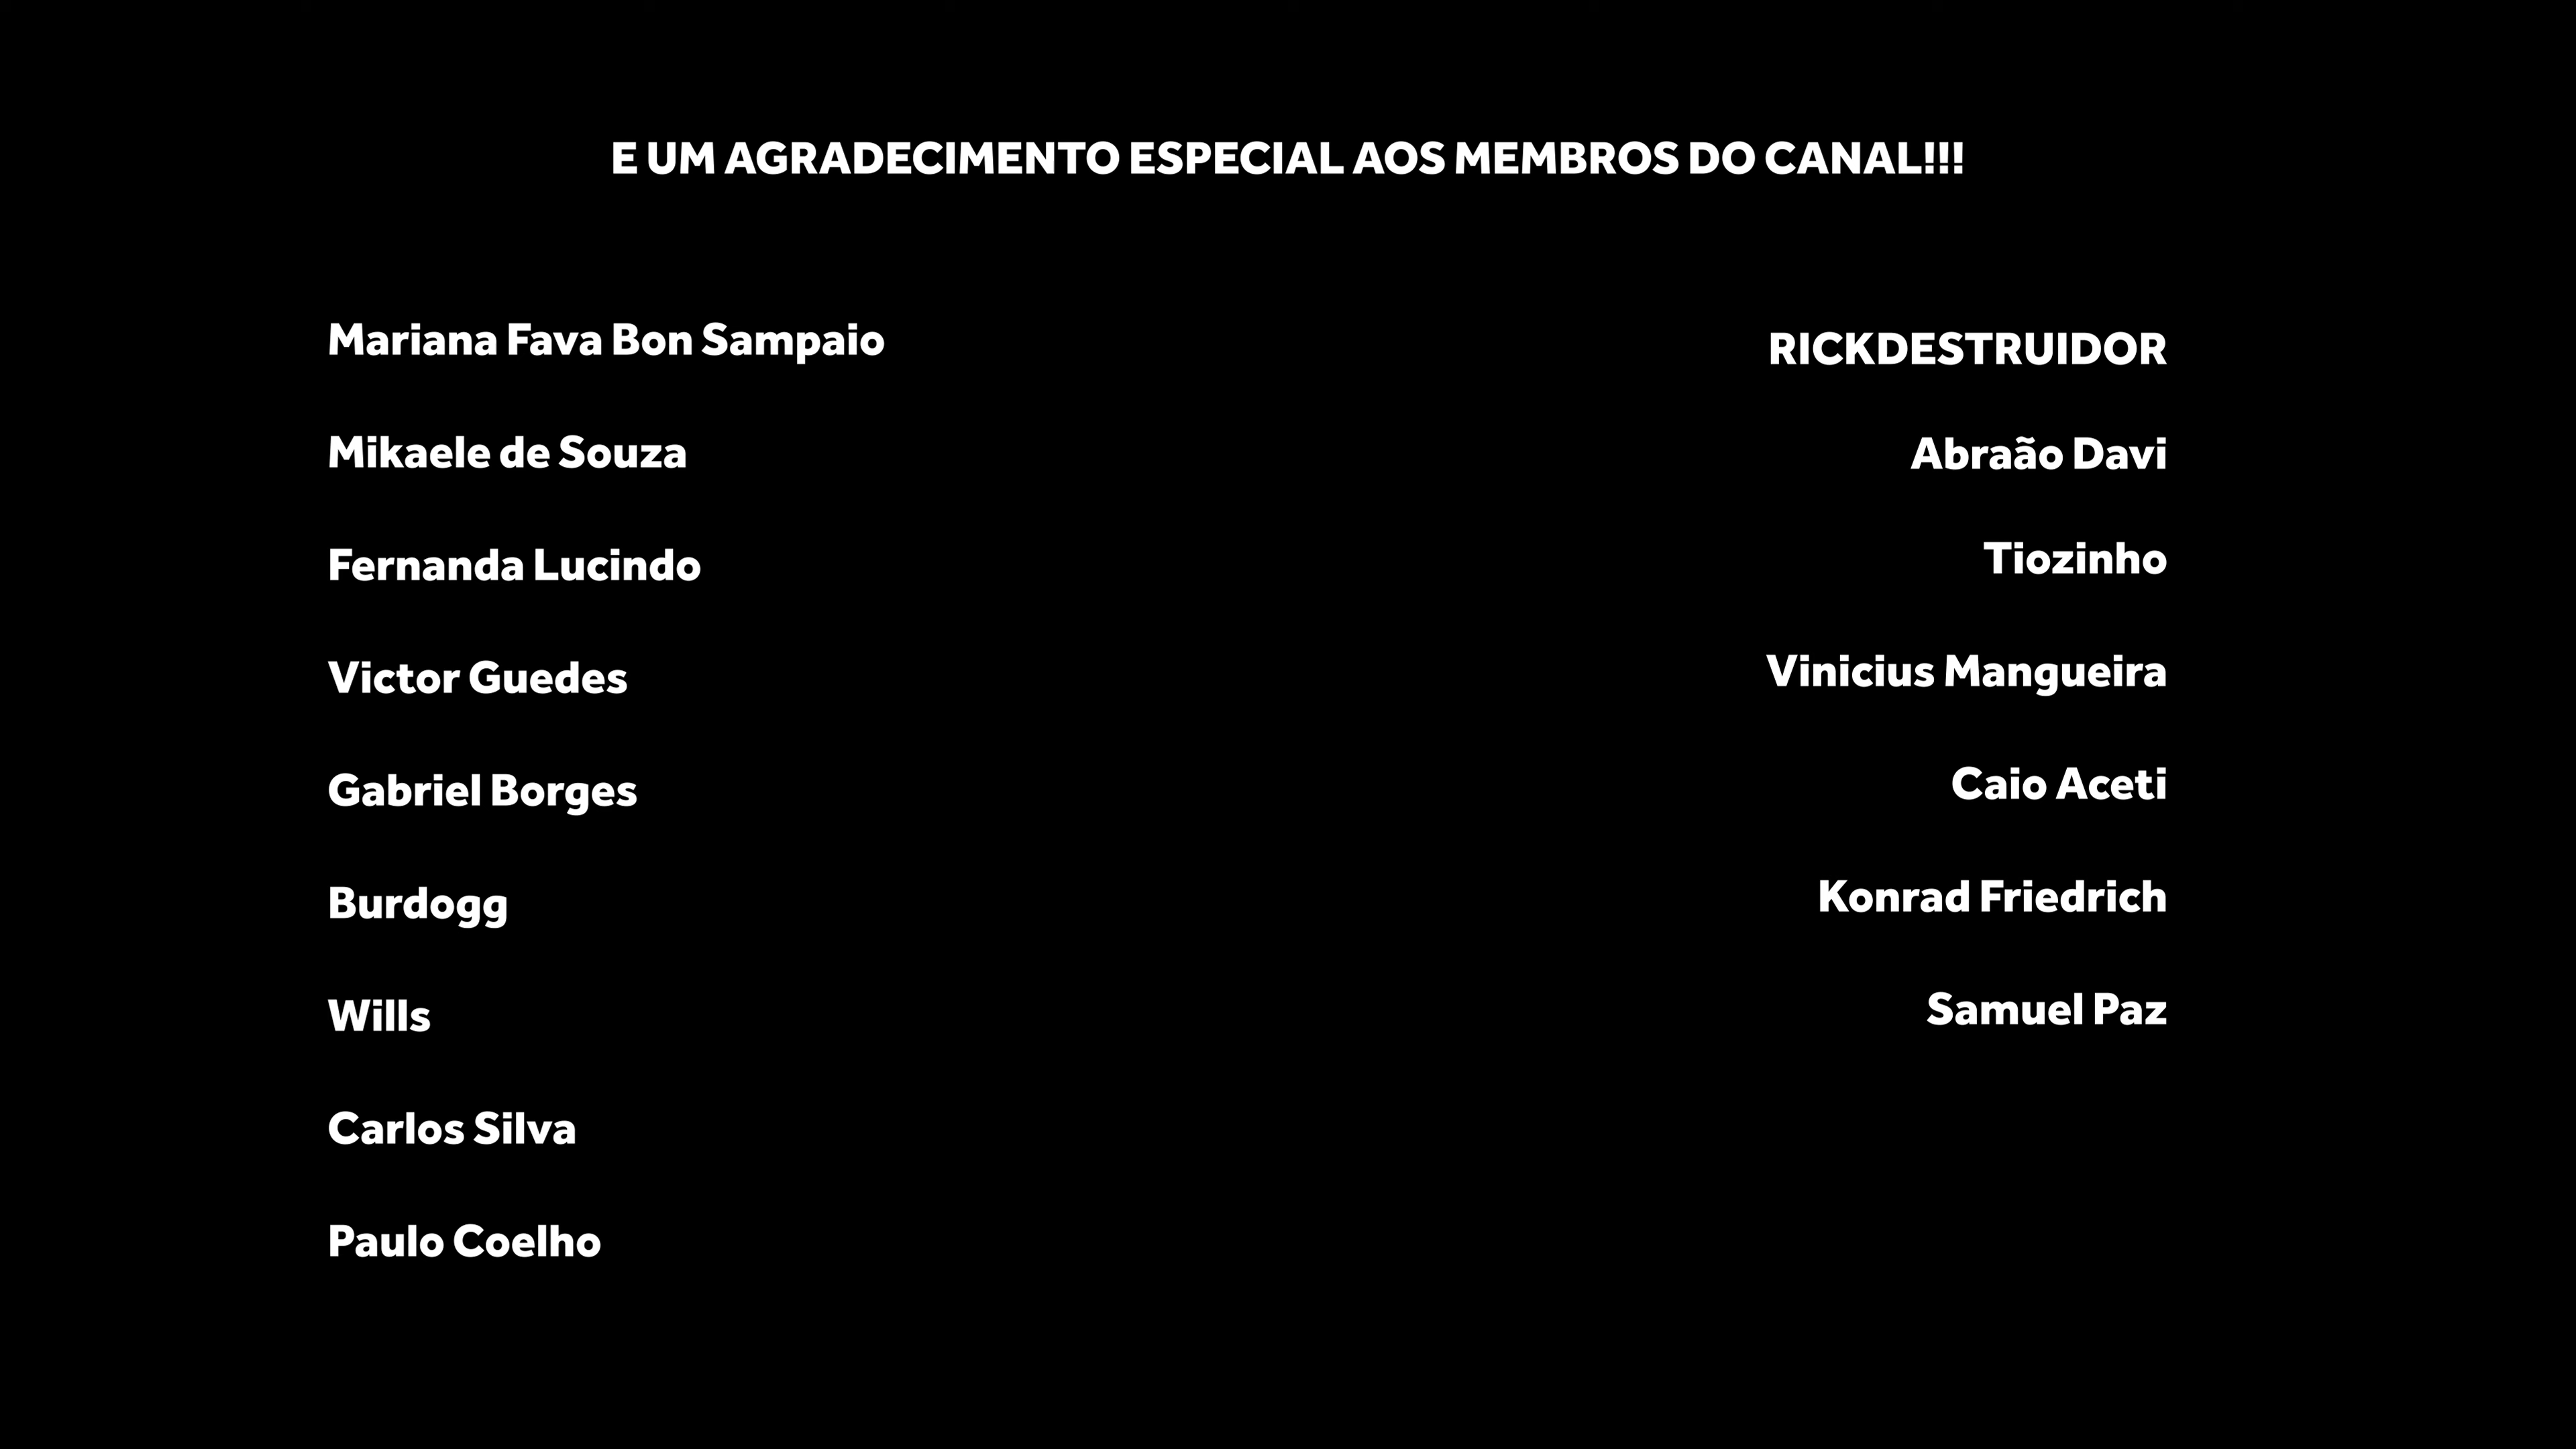 E UM AGRADECIMENTO ESPECIAL AOS MEMBROS DO CANAL!!!
Mariana Fava Bon Sampaio
Mikaele de Souza
Fernanda Lucindo
Victor Guedes
Gabriel Borges
Burdogg
Wills
Carlos Silva
Paulo Coelho
RICKDESTRUIDOR
Abraão Davi
Tiozinho
Vinicius Mangueira
Caio Aceti
Konrad Friedrich
Samuel Paz